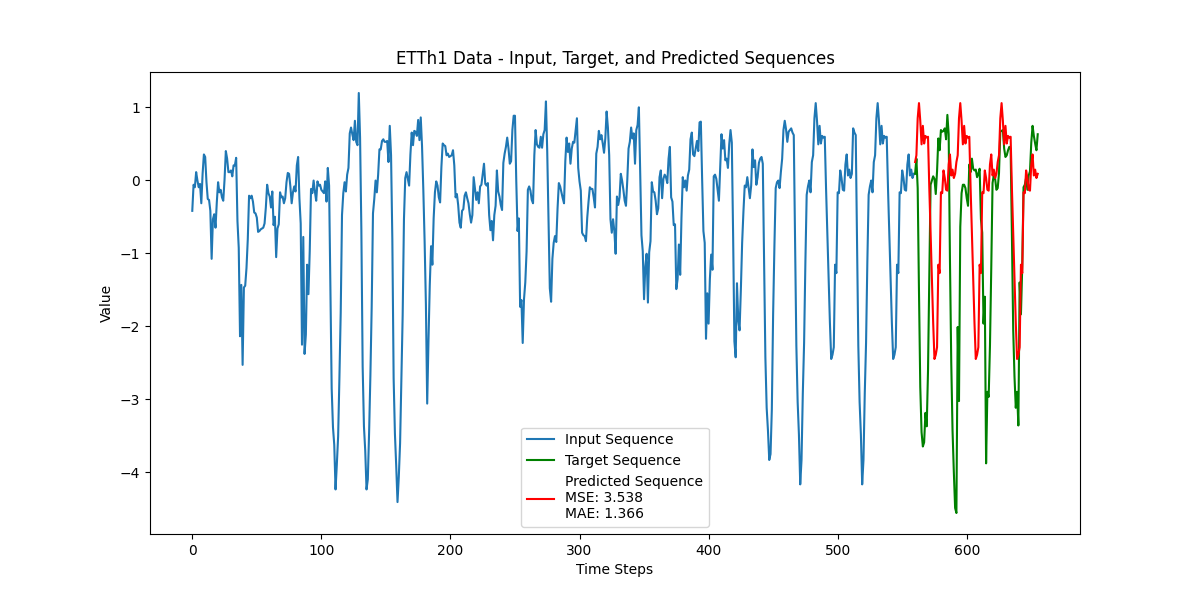 ETTh1 Data - Input, Target, and Predicted Sequences
Value
1
0
−1
−2
−3
−4
Input Sequence
Target Sequence
Predicted Sequence
MSE: 3.538
MAE: 1.366
0
100
200
300
400
500
600
Time Steps